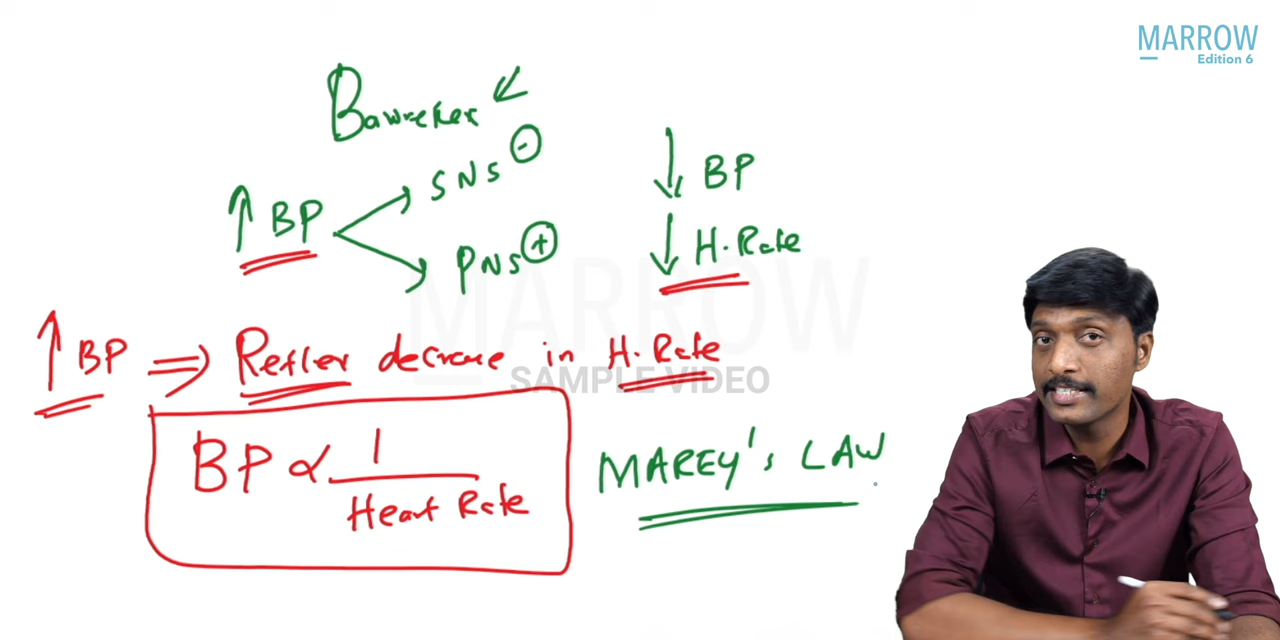 MARROW
Edition 6
↑ BP
SNS ⊖
PNS ⊕
↓ BP
↓ H. Rate
↑ BP ⇒ Reflex decrease in H. Rate
SAMPLE VIDEO
BP ∝ 1 / Heart Rate
MAREY's LAW
MARROW